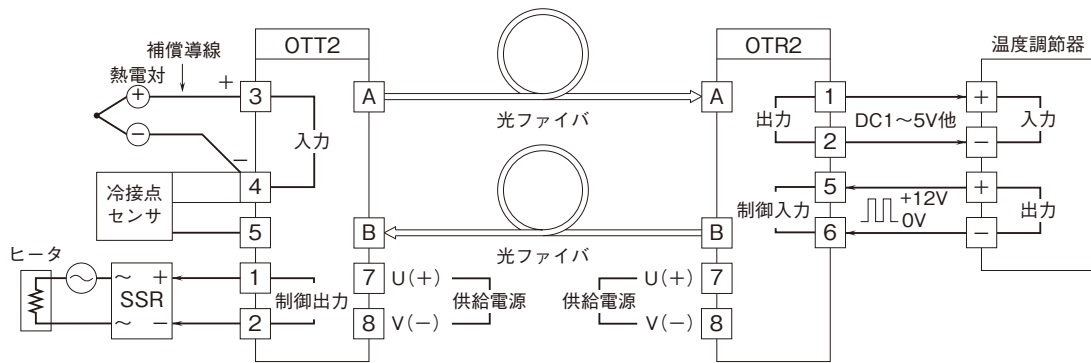 OTT2
OTR2
温度調節器
補償導線
熱電対
+
+
−
−
3
4
5
1
2
入力
冷接点
センサ
ヒータ
SSR
~
~
+
−
制御出力
A
B
7
8
U(+)
V(−)
供給電源
光ファイバ
光ファイバ
供給電源
U(+)
V(−)
A
B
7
8
1
2
5
6
出力
DC1〜5V他
制御入力
+12V
0V
+
−
+
−
入力
出力